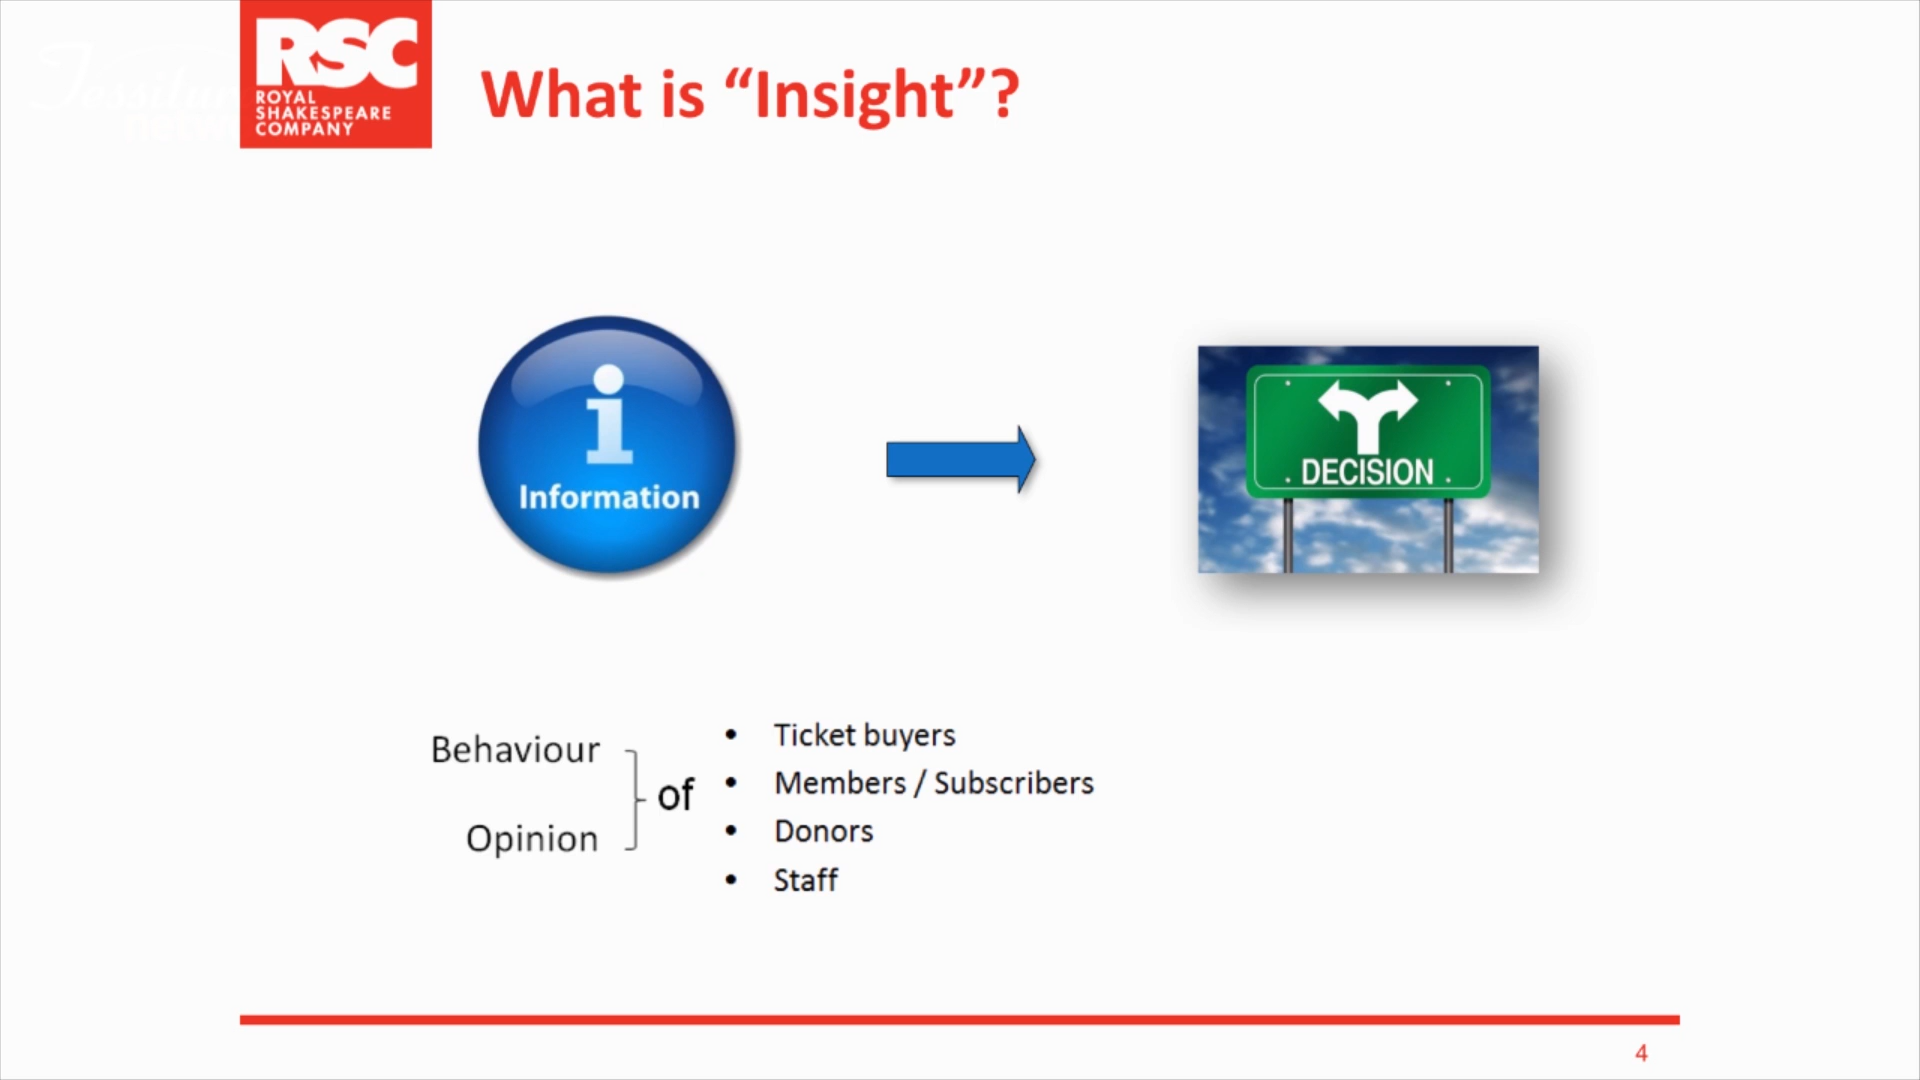 RSC
ROYAL
SHAKESPEARE
COMPANY
What is “Insight”?
i
Information
DECISION
Behaviour
Opinion
of
• Ticket buyers
• Members / Subscribers
• Donors
• Staff
4